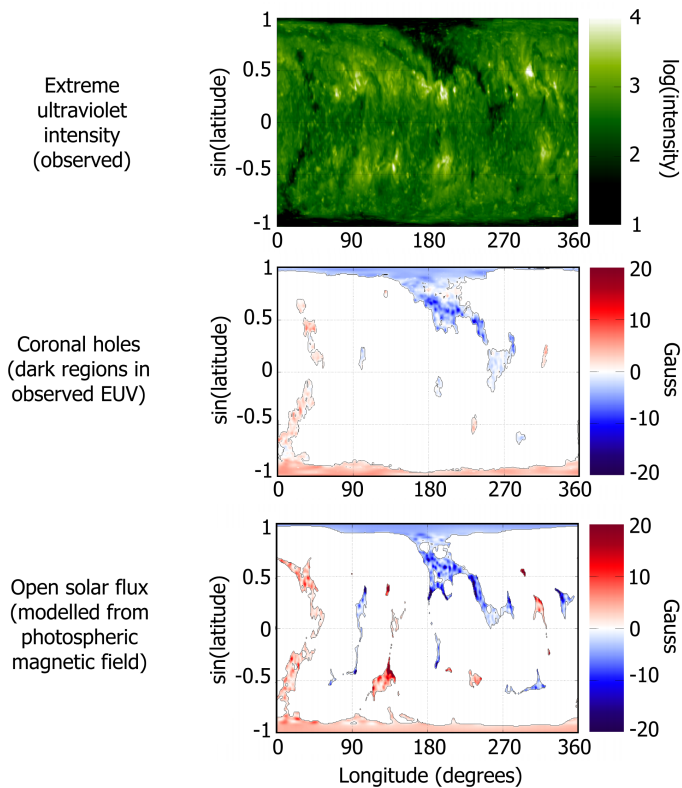 Extreme
ultraviolet
intensity
(observed)
sin(latitude)
1
0.5
0
-0.5
-1
0 90 180 270 360
4
3
2
1
log(intensity)
Coronal holes
(dark regions in
observed EUV)
sin(latitude)
1
0.5
0
-0.5
-1
0 90 180 270 360
20
10
0
-10
-20
Gauss
Open solar flux
(modelled from
photospheric
magnetic field)
sin(latitude)
1
0.5
0
-0.5
-1
0 90 180 270 360
Longitude (degrees)
20
10
0
-10
-20
Gauss